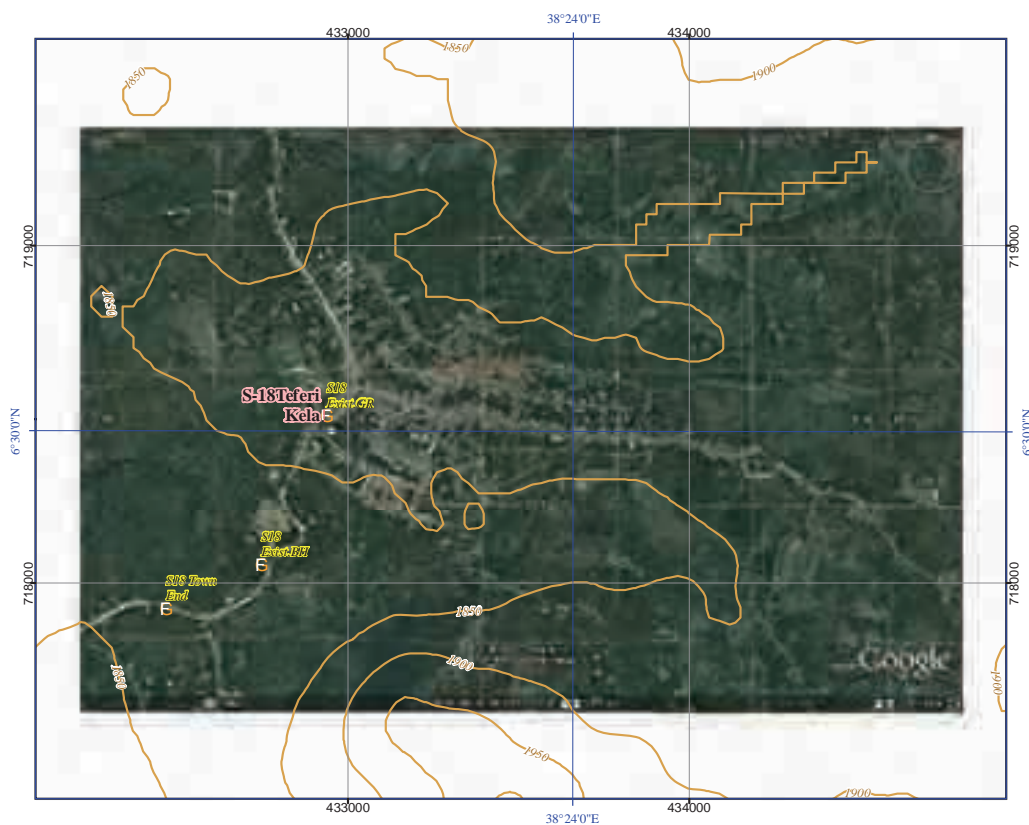 38°24'0"E
433000
434000
1850
1900
1850
719000
719000
1850
S-18Teferi
Kela
S18
Exist.GR
6°30'0"N
6°30'0"N
S18
Exist.BH
S18 Town
End
718000
718000
1850
1900
1850
Google
1900
1950
1900
433000
434000
38°24'0"E